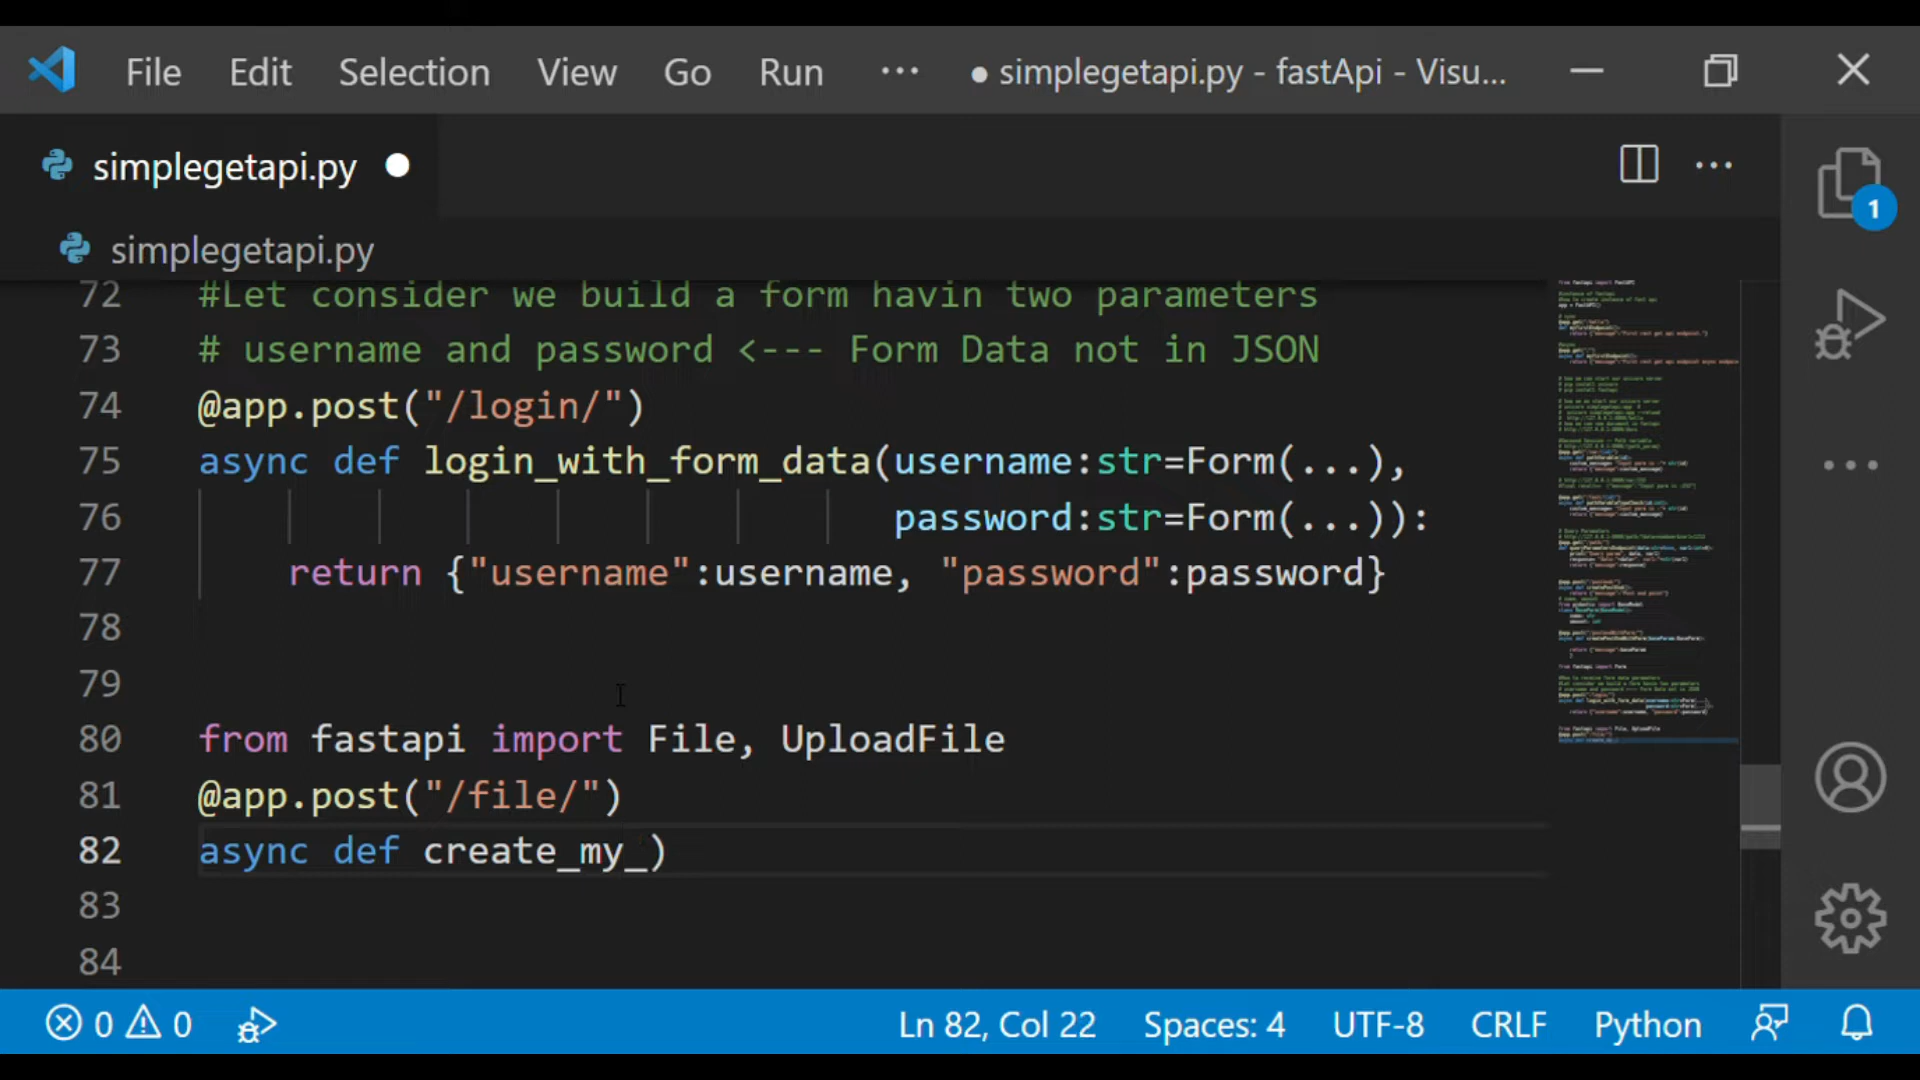 File Edit Selection View Go Run ··· ● simplegetapi.py - fastApi - Visu...
simplegetapi.py ●
simplegetapi.py
1
72 #Let consider we build a form havin two parameters
73 # username and password <--- Form Data not in JSON
74 @app.post("/login/")
75 async def login_with_form_data(username:str=Form(...),
76 password:str=Form(...)):
77 return {"username":username, "password":password}
78
79
80 from fastapi import File, UploadFile
81 @app.post("/file/")
82 async def create_my_)
83
84
0 0 Ln 82, Col 22 Spaces: 4 UTF-8 CRLF Python